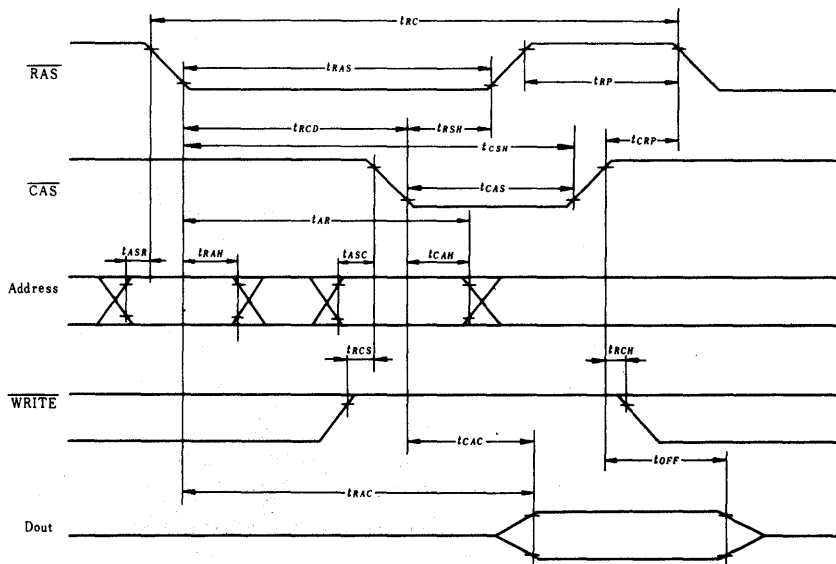 tRC
RAS
tRAS
tRP
tRCD
tRSH
tCSH
tCRP
CAS
tCAS
tAR
tASR
tRAH
tASC
tCAH
Address
tRCS
tRCH
WRITE
tCAC
tOFF
tRAC
Dout